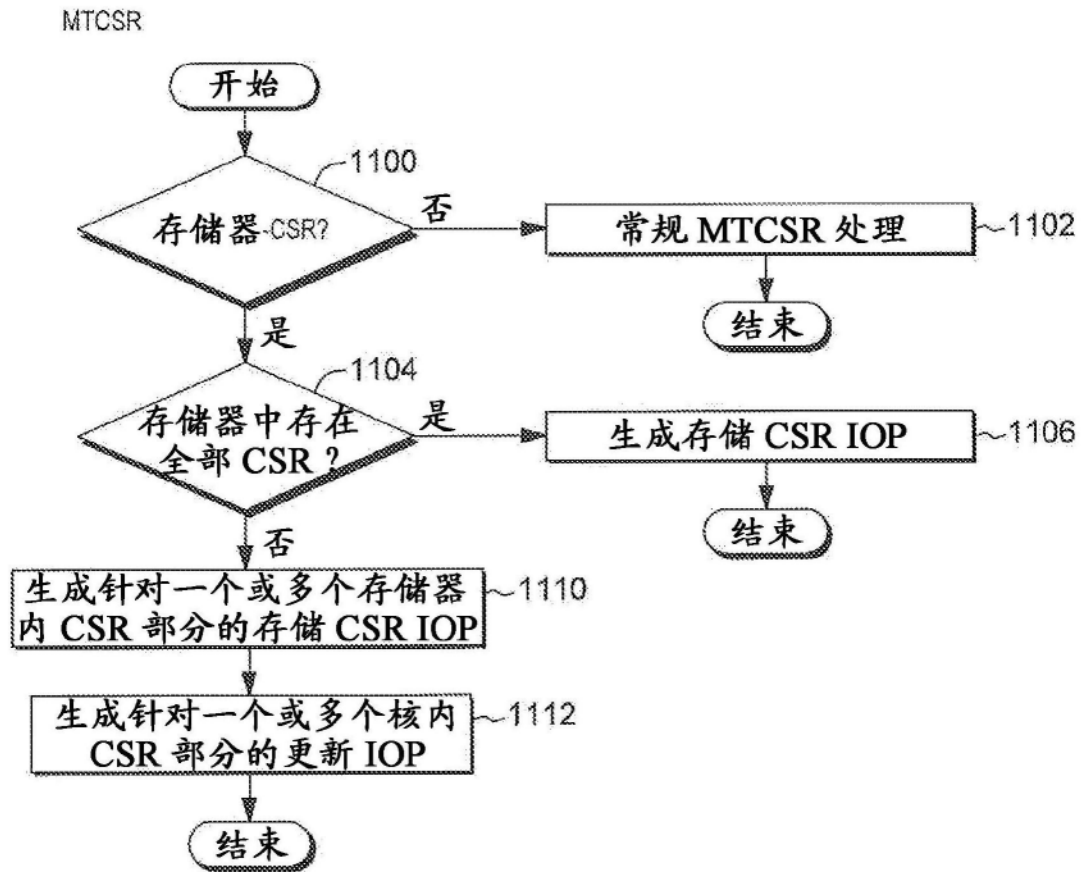 MTCSR
开始
1100
存储器-CSR?
否
常规 MTCSR 处理
1102
结束
是
1104
存储器中存在
全部 CSR?
是
生成存储 CSR IOP
1106
结束
否
生成针对一个或多个存储器
内 CSR 部分的存储 CSR IOP
1110
生成针对一个或多个核内
CSR 部分的更新 IOP
1112
结束